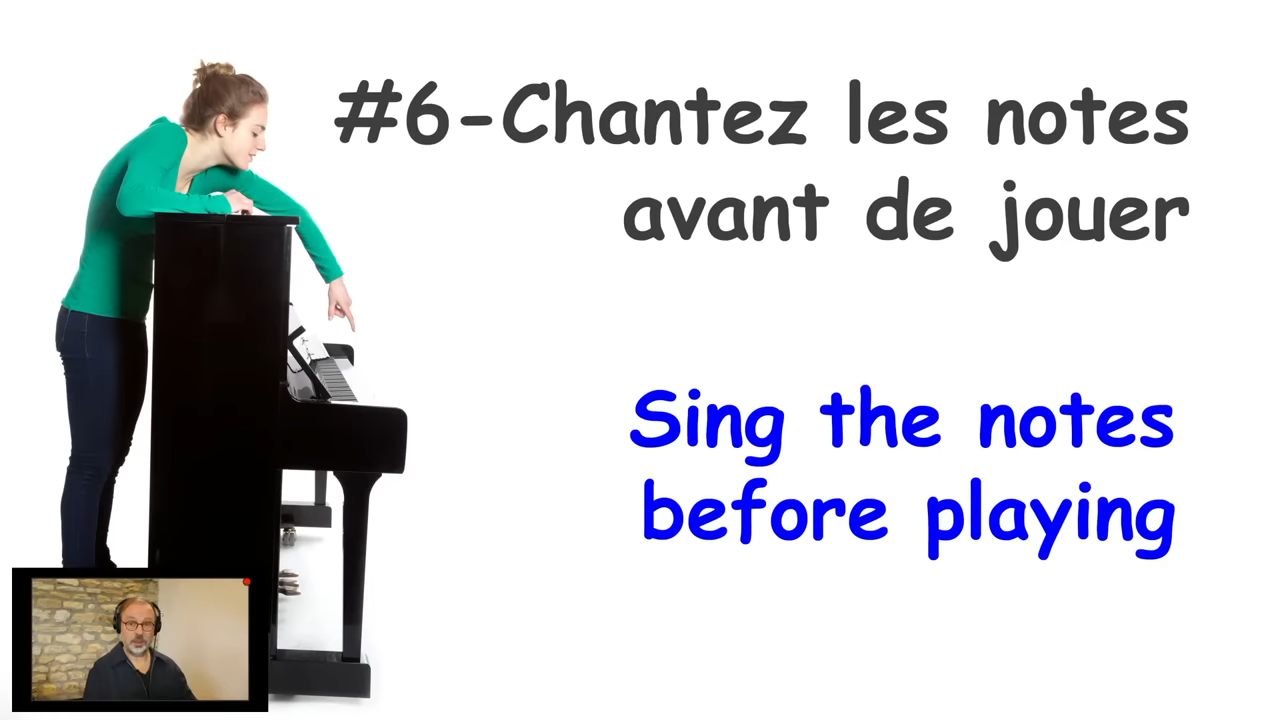 #6-Chantez les notes
avant de jouer
Sing the notes
before playing